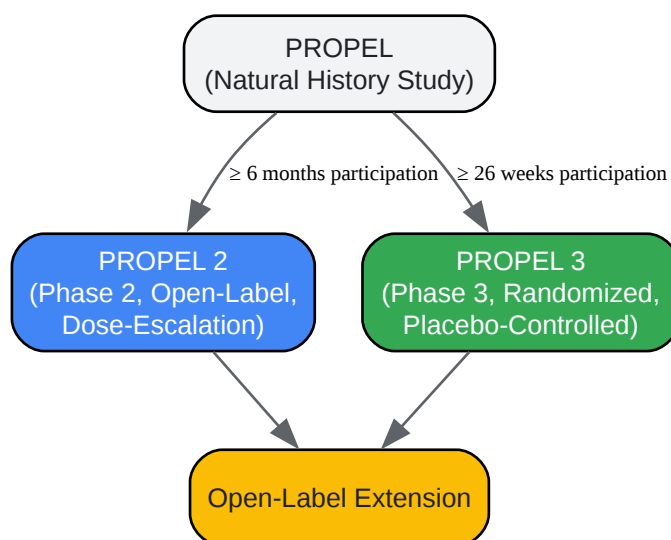 PROPEL
(Natural History Study)
≥ 6 months participation
≥ 26 weeks participation
PROPEL 2
(Phase 2, Open-Label,
Dose-Escalation)
PROPEL 3
(Phase 3, Randomized,
Placebo-Controlled)
Open-Label Extension